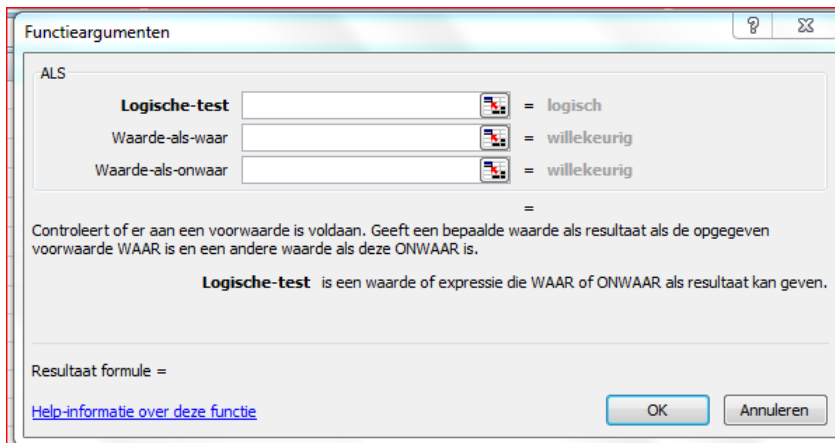 Functieargumenten
ALS
Logische-test = logisch
Waarde-als-waar = willekeurig
Waarde-als-onwaar = willekeurig
=
Controleert of er aan een voorwaarde is voldaan. Geeft een bepaalde waarde als resultaat als de opgegeven
voorwaarde WAAR is en een andere waarde als deze ONWAAR is.
Logische-test is een waarde of expressie die WAAR of ONWAAR als resultaat kan geven.
Resultaat formule =
Help-informatie over deze functie
OK Annuleren